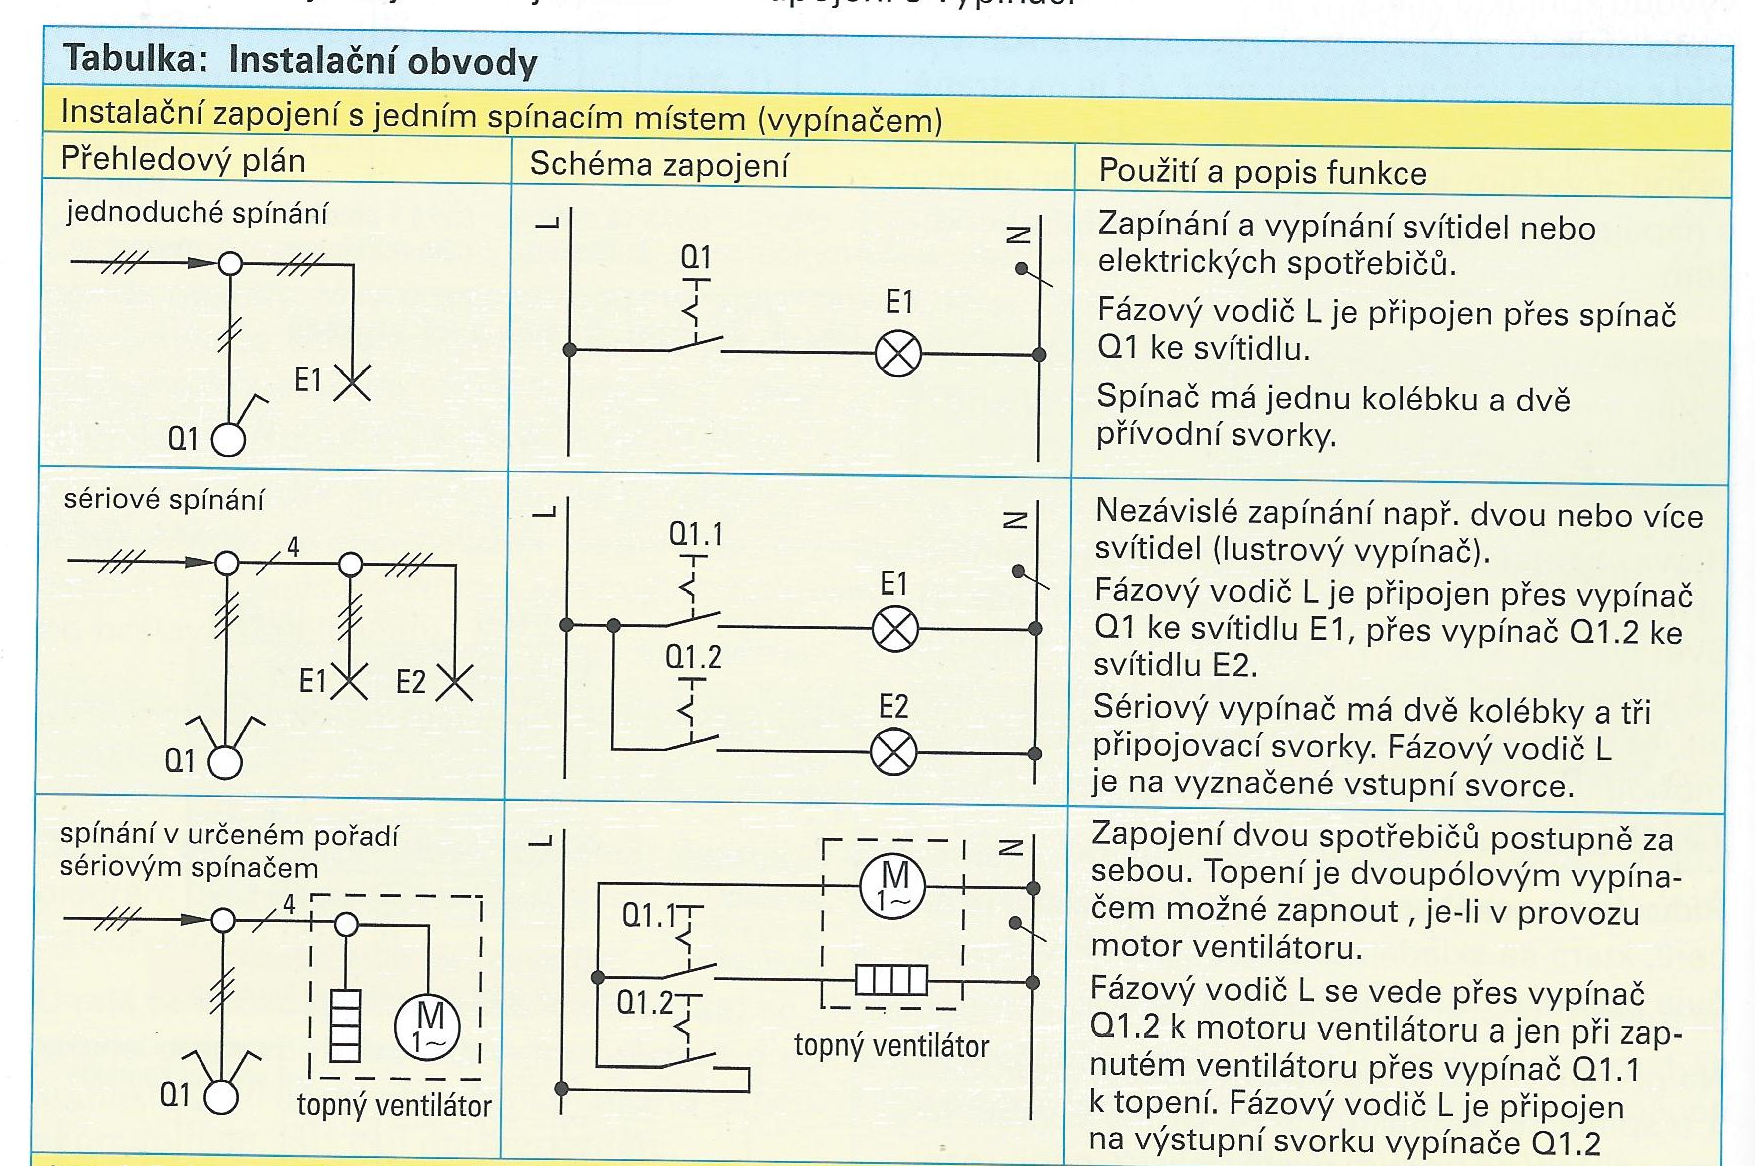 Tabulka: Instalační obvody
Instalační zapojení s jedním spínacím místem (vypínačem)
Přehledový plán
Schéma zapojení
Použití a popis funkce
jednoduché spínání
E1
Q1
L
Q1
E1
N
Zapínání a vypínání svítidel nebo
elektrických spotřebičů.
Fázový vodič L je připojen přes spínač
Q1 ke svítidlu.
Spínač má jednu kolébku a dvě
přívodní svorky.
sériové spínání
4
E1
E2
Q1
L
Q1.1
E1
Q1.2
E2
N
Nezávislé zapínání např. dvou nebo více
svítidel (lustrový vypínač).
Fázový vodič L je připojen přes vypínač
Q1 ke svítidlu E1, přes vypínač Q1.2 ke
svítidlu E2.
Sériový vypínač má dvě kolébky a tři
připojovací svorky. Fázový vodič L
je na vyznačené vstupní svorce.
spínání v určeném pořadí
sériovým spínačem
4
M
1~
Q1
topný ventilátor
L
M
1~
Q1.1
Q1.2
topný ventilátor
N
Zapojení dvou spotřebičů postupně za
sebou. Topení je dvoupólovým vypína-
čem možné zapnout , je-li v provozu
motor ventilátoru.
Fázový vodič L se vede přes vypínač
Q1.2 k motoru ventilátoru a jen při zap-
nutém ventilátoru přes vypínač Q1.1
k topení. Fázový vodič L je připojen
na výstupní svorku vypínače Q1.2